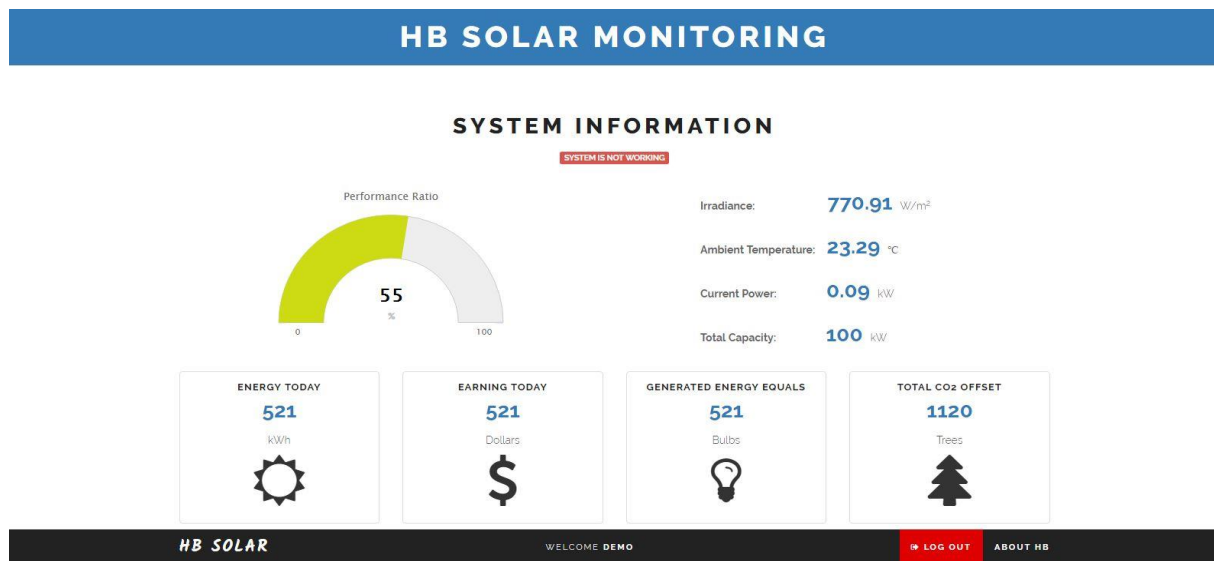 HB SOLAR MONITORING
SYSTEM INFORMATION
SYSTEM IS NOT WORKING
Performance Ratio
55
%
0
100
Irradiance: 770.91 W/m²
Ambient Temperature: 23.29 °C
Current Power: 0.09 kW
Total Capacity: 100 kW
ENERGY TODAY
521
kWh
EARNING TODAY
521
Dollars
$
GENERATED ENERGY EQUALS
521
Bulbs
TOTAL CO2 OFFSET
1120
Trees
HB SOLAR
WELCOME DEMO
LOG OUT
ABOUT HB